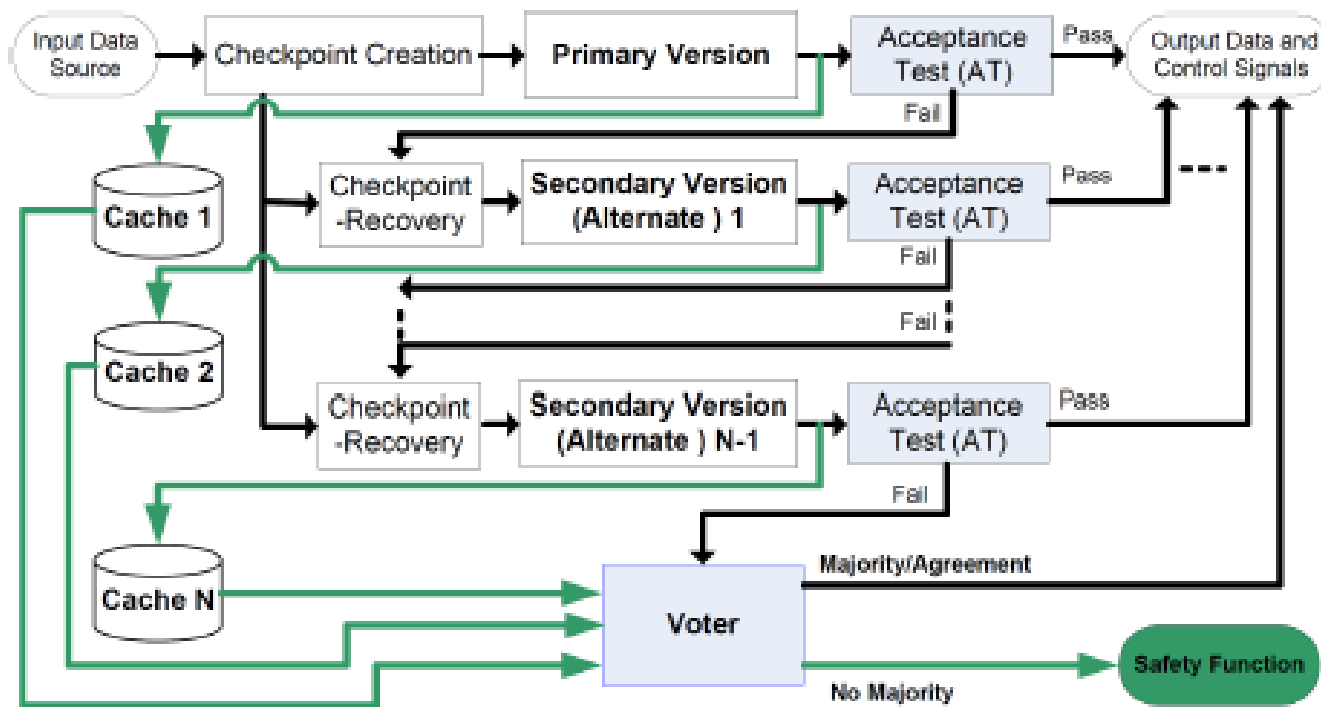 Input Data
Source
Checkpoint Creation
Primary Version
Acceptance
Test (AT)
Pass
Output Data and
Control Signals
Fail
Cache 1
Checkpoint
-Recovery
Secondary Version
(Alternate ) 1
Acceptance
Test (AT)
Pass
Fail
Fail
Cache 2
Checkpoint
-Recovery
Secondary Version
(Alternate ) N-1
Acceptance
Test (AT)
Pass
Fail
Cache N
Voter
Majority/Agreement
No Majority
Safety Function